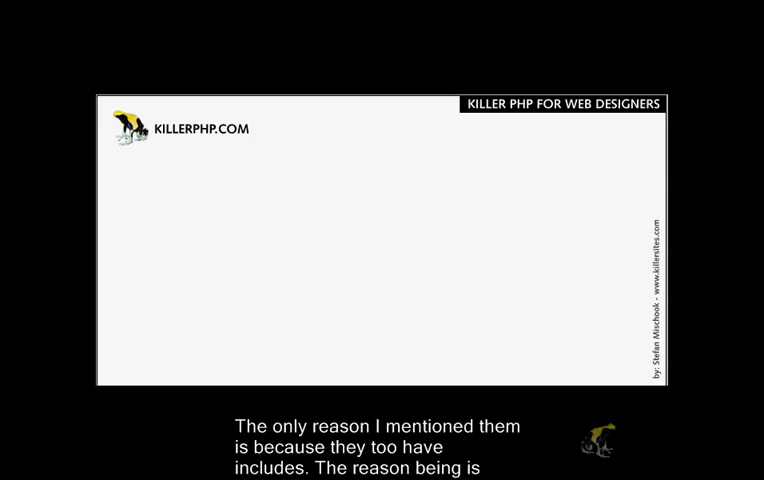 KILLER PHP FOR WEB DESIGNERS
KILLERPHP.COM
by: Stefan Mischook - www.killersites.com
The only reason I mentioned them
is because they too have
includes. The reason being is